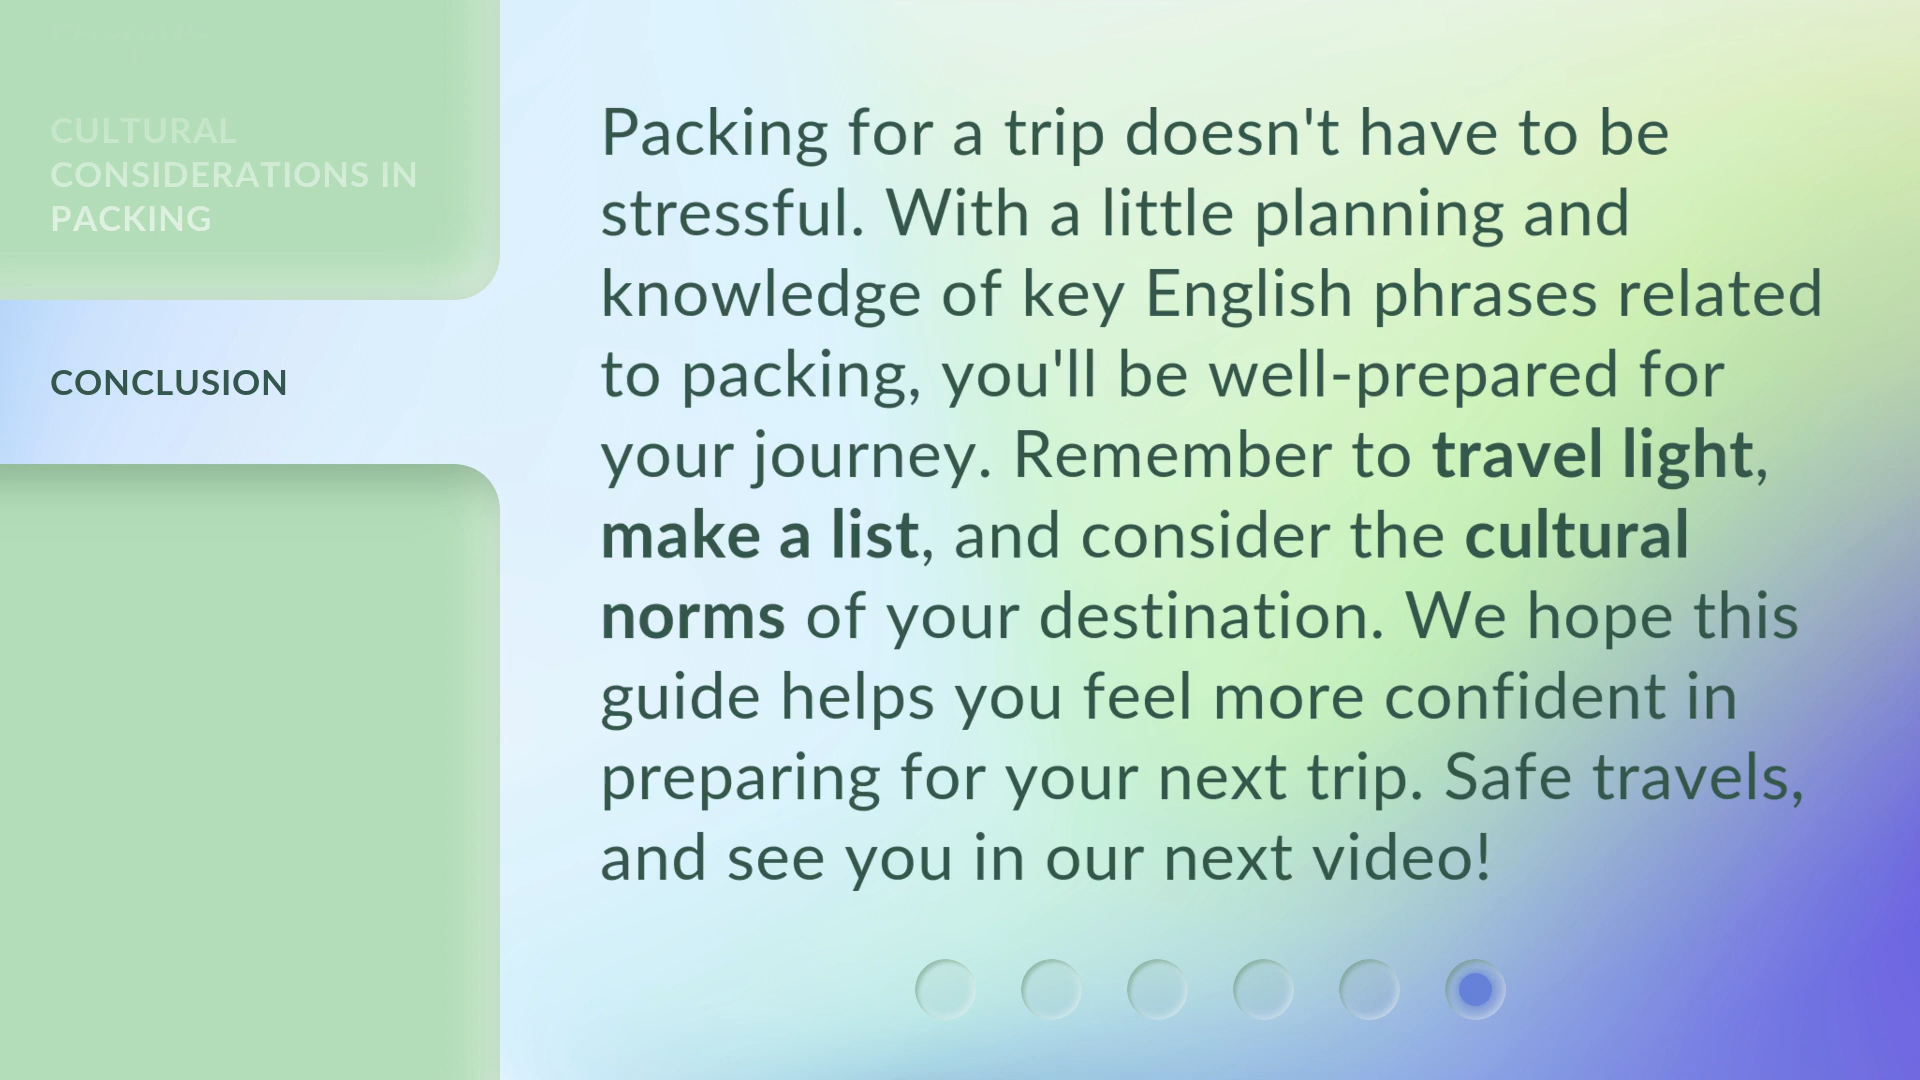 CULTURAL
CONSIDERATIONS IN
PACKING
CONCLUSION
Packing for a trip doesn't have to be
stressful. With a little planning and
knowledge of key English phrases related
to packing, you'll be well-prepared for
your journey. Remember to travel light,
make a list, and consider the cultural
norms of your destination. We hope this
guide helps you feel more confident in
preparing for your next trip. Safe travels,
and see you in our next video!